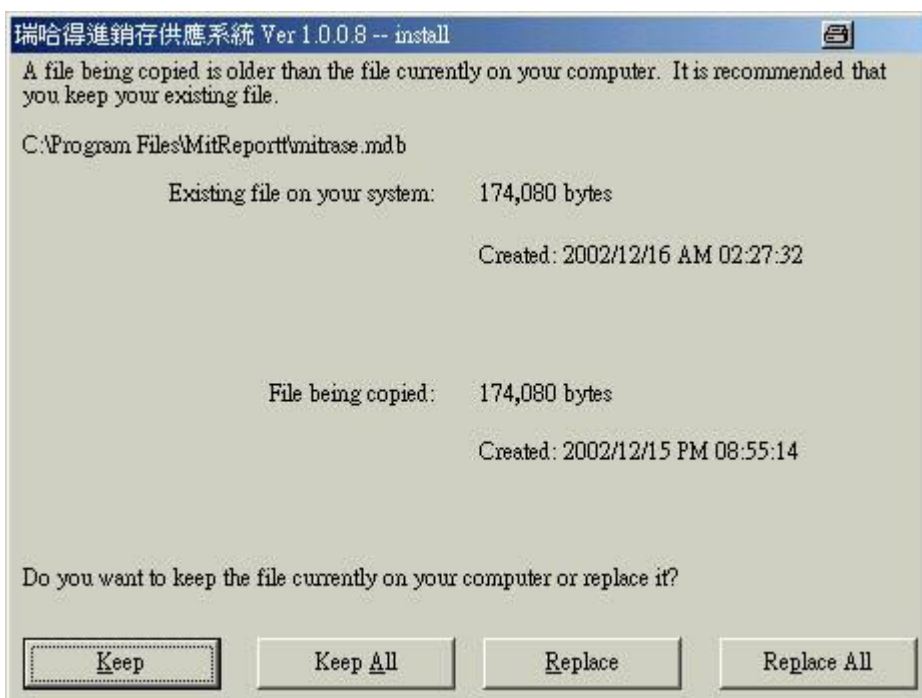 瑞哈得進銷存供應系統 Ver 1.0.0.8 -- install
A file being copied is older than the file currently on your computer. It is recommended that
you keep your existing file.
C:\Program Files\MitReportt\mitrase.mdb
Existing file on your system: 174,080 bytes
Created: 2002/12/16 AM 02:27:32
File being copied: 174,080 bytes
Created: 2002/12/15 PM 08:55:14
Do you want to keep the file currently on your computer or replace it?
Keep Keep All Replace Replace All